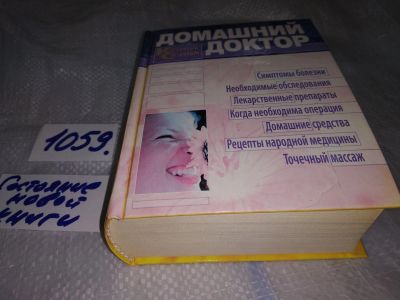 ДОМАШНИЙ
ДОКТОР
Симптомы болезни
Необходимые обследования
Лекарственные препараты
Когда необходима операция
Домашние средства
Рецепты народной медицины
Точечный массаж
1059.
Состояние
новой
книги